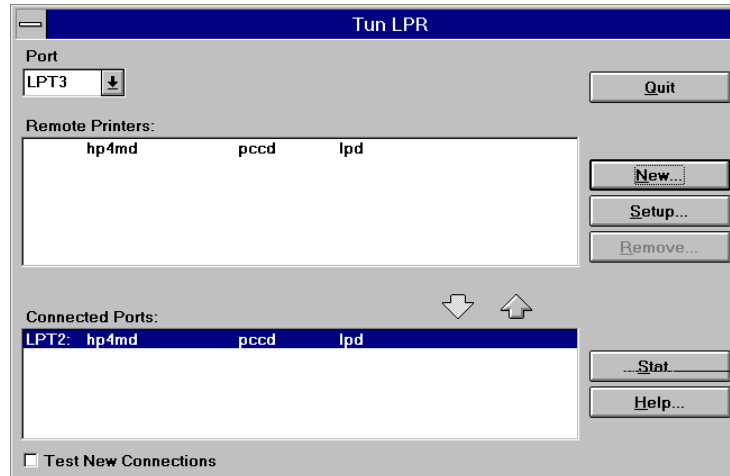 Tun LPR
Port
LPT3
Quit
Remote Printers:
hp4md pccd lpd
New...
Setup...
Remove...
Connected Ports:
LPT2: hp4md pccd lpd
Stat...
Help...
Test New Connections